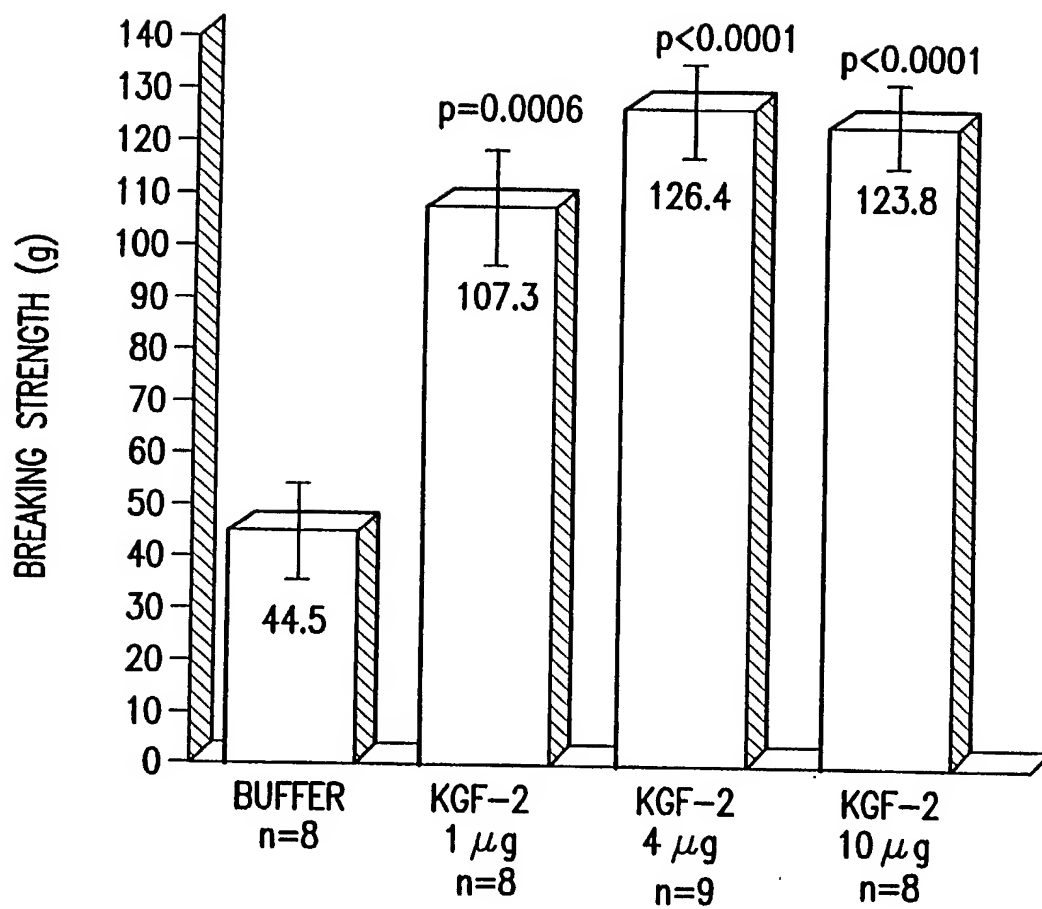 BREAKING STRENGTH (g)
140
130
120
110
100
90
80
70
60
50
40
30
20
10
0
p=0.0006
p<0.0001
p<0.0001
44.5
107.3
126.4
123.8
BUFFER
n=8
KGF-2
1 μg
n=8
KGF-2
4 μg
n=9
KGF-2
10 μg
n=8